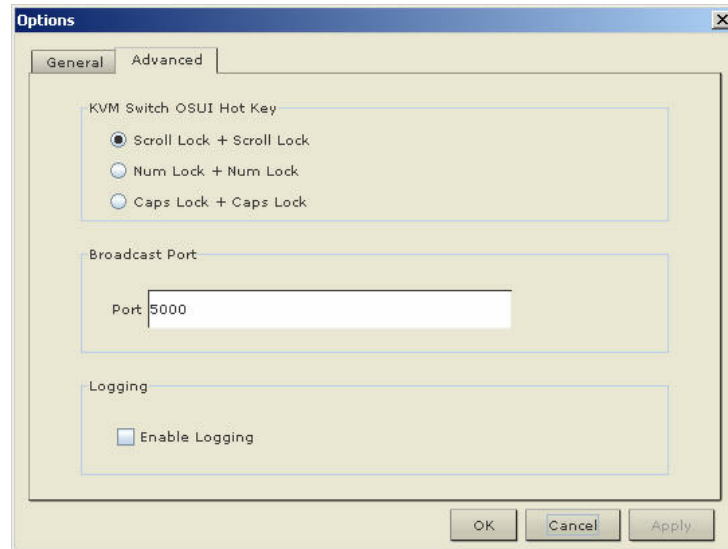 Options
General Advanced
KVM Switch OSUI Hot Key
Scroll Lock + Scroll Lock
Num Lock + Num Lock
Caps Lock + Caps Lock
Broadcast Port
Port 5000
Logging
Enable Logging
OK Cancel Apply